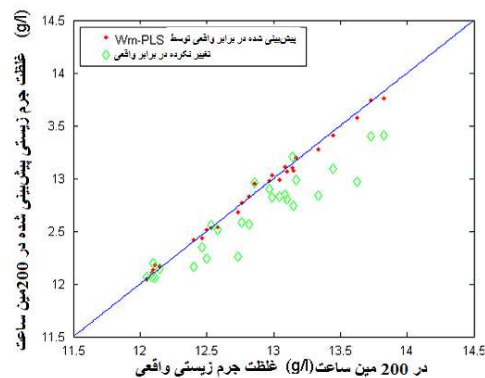 غلظت جرم زیستی پیش‌بینی شده در 200مین ساعت (g/l)
14.5
14
13.5
13
12.5
12
11.5
پیش‌بینی شده در برابر واقعی توسط Wm-PLS
تغییر نکرده در برابر واقعی
11.5 12 12.5 13 13.5 14 14.5
غلظت جرم زیستی واقعی (g/l) در 200 مین ساعت